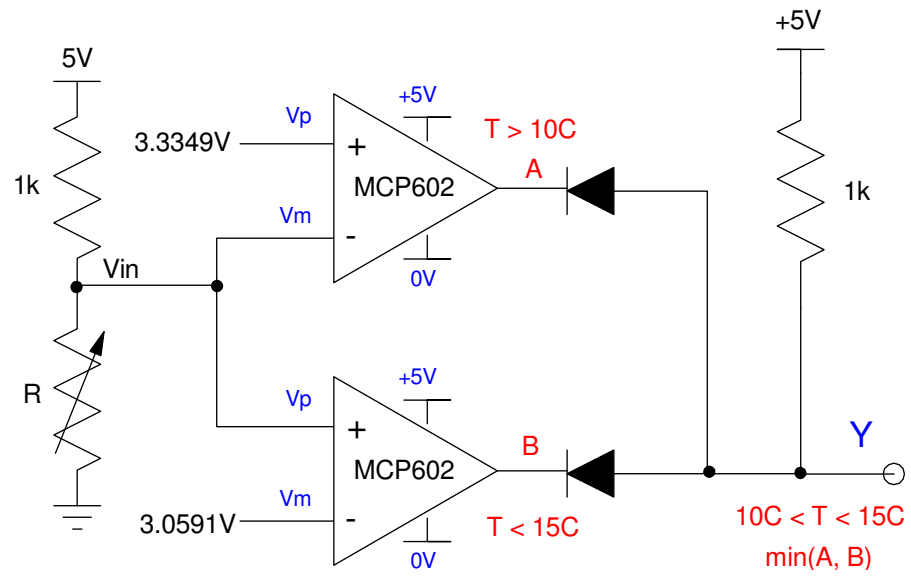 +5V
5V
Vp
+5V
T > 10C
3.3349V
+
A
1k
MCP602
1k
Vm
-
Vin
0V
R
+5V
Vp
+
B
Y
MCP602
Vm
-
3.0591V
T < 15C
10C < T < 15C
0V
min(A, B)